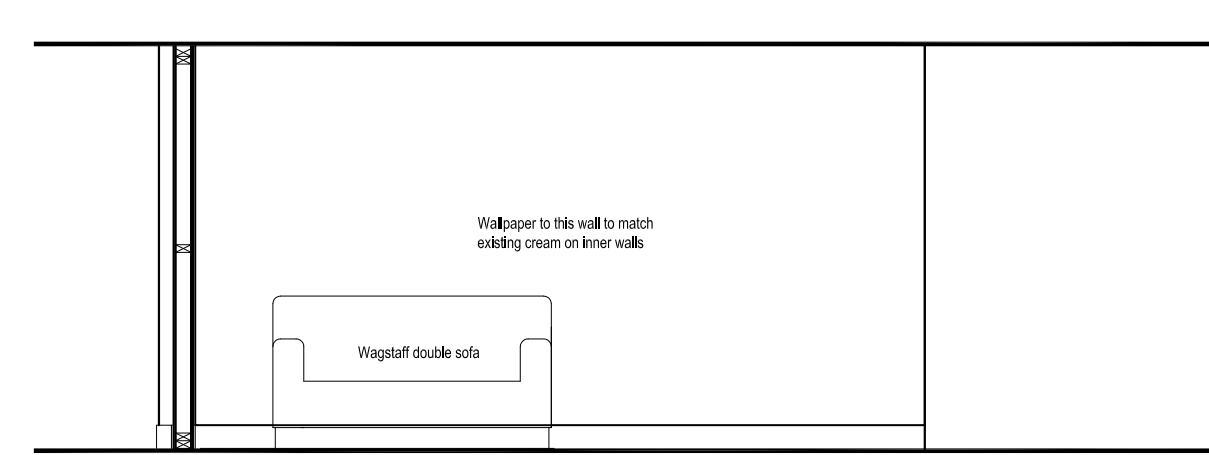 Wallpaper to this wall to match
existing cream on inner walls
Wagstaff double sofa